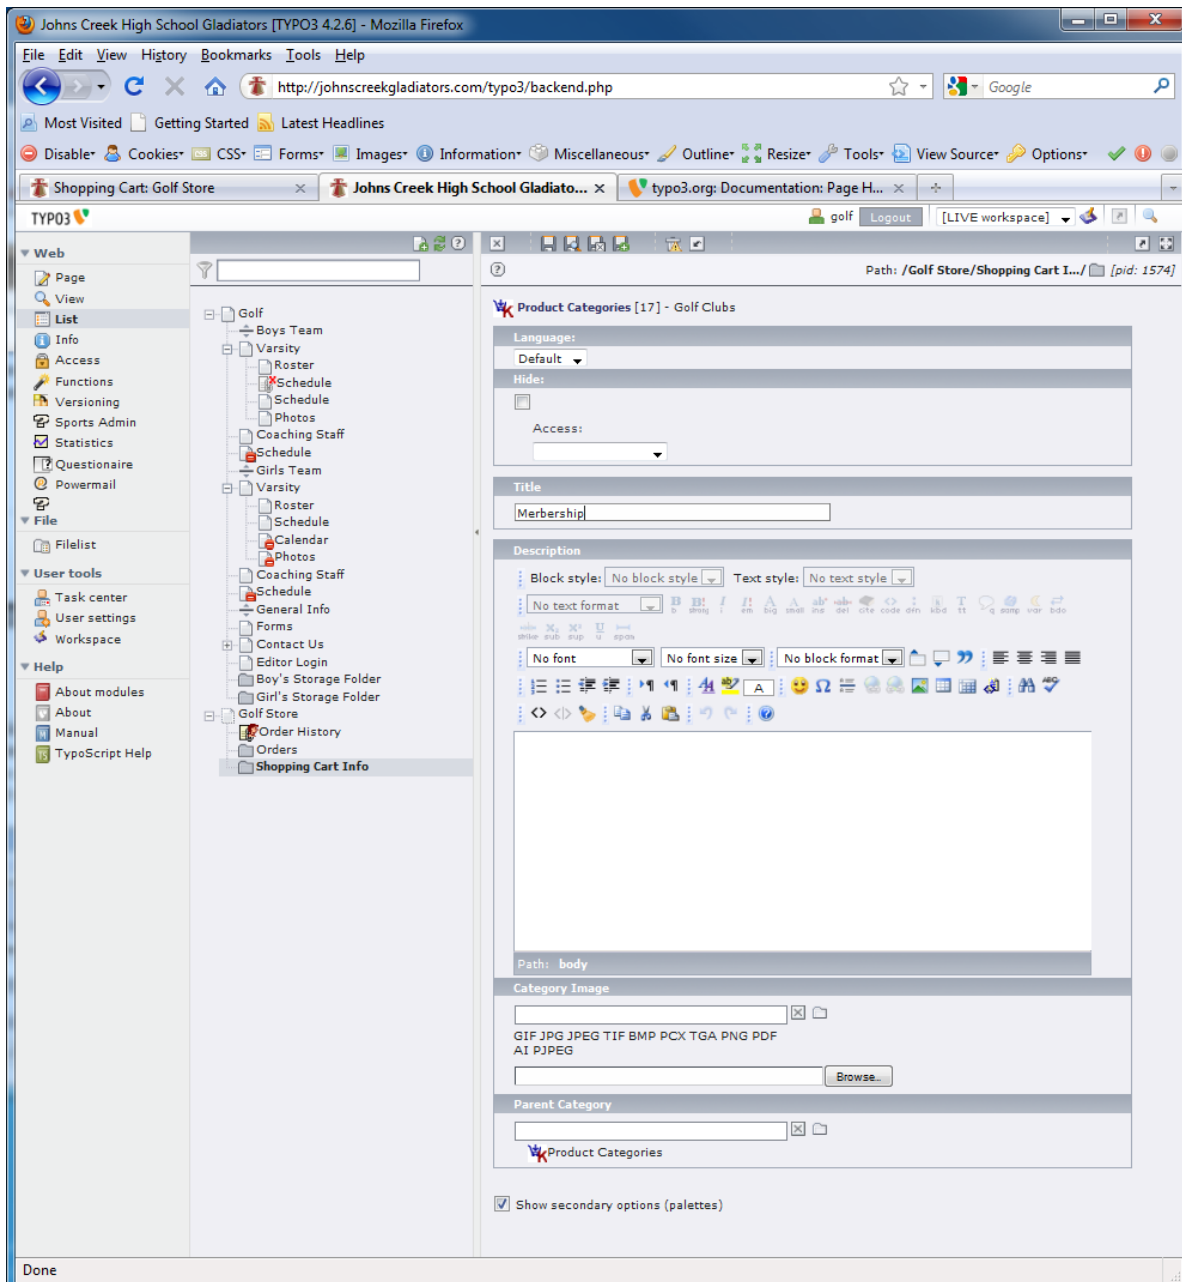 Johns Creek High School Gladiators [TYPO3 4.2.6] - Mozilla Firefox
File Edit View History Bookmarks Tools Help
http://johnscreekgladiators.com/typo3/backend.php
Google
Most Visited Getting Started Latest Headlines
Disable Cookies CSS Forms Images Information Miscellaneous Outline Resize Tools View Source Options
Shopping Cart: Golf Store
Johns Creek High School Gladiato...
typo3.org: Documentation: Page H...
TYPO3
golf Logout [LIVE workspace]
Web
Page
View
List
Info
Access
Functions
Versioning
Sports Admin
Statistics
Questionaire
Powermail
File
Filelist
User tools
Task center
User settings
Workspace
Help
About modules
About
Manual
TypoScript Help
Golf
Boys Team
Varsity
Roster
Schedule
Schedule
Photos
Coaching Staff
Schedule
Girls Team
Varsity
Roster
Schedule
Calendar
Photos
Coaching Staff
Schedule
General Info
Forms
Contact Us
Editor Login
Boy's Storage Folder
Girl's Storage Folder
Golf Store
Order History
Orders
Shopping Cart Info
Path: /Golf Store/Shopping Cart I.../ [pid: 1574]
Product Categories [17] - Golf Clubs
Language:
Default
Hide:
Access:
Title
Merbership
Description
Block style: No block style Text style: No text style
No text format
No font No font size No block format
Path: body
Category Image
GIF JPG JPEG TIF BMP PCX TGA PNG PDF
AI PJPEG
Browse...
Parent Category
Product Categories
Show secondary options (palettes)
Done